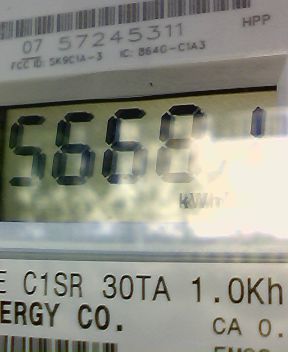 HPP
07 57245311
FCC ID: SK9C1A-3 IC: 864G-C1A3
5668
kWh
E C1SR 30TA 1.0Kh
ERGY CO.
CA 0.